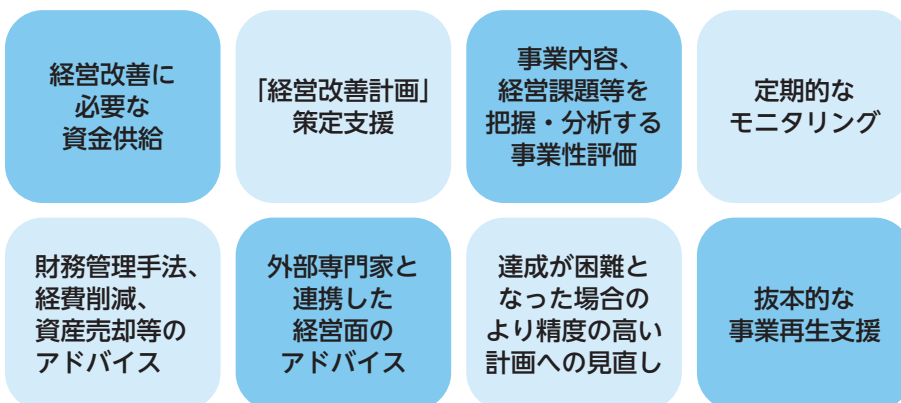 経営改善に
必要な
資金供給
「経営改善計画」
策定支援
事業内容、
経営課題等を
把握・分析する
事業性評価
定期的な
モニタリング
財務管理手法、
経費削減、
資産売却等の
アドバイス
外部専門家と
連携した
経営面の
アドバイス
達成が困難と
なった場合の
より精度の高い
計画への見直し
抜本的な
事業再生支援